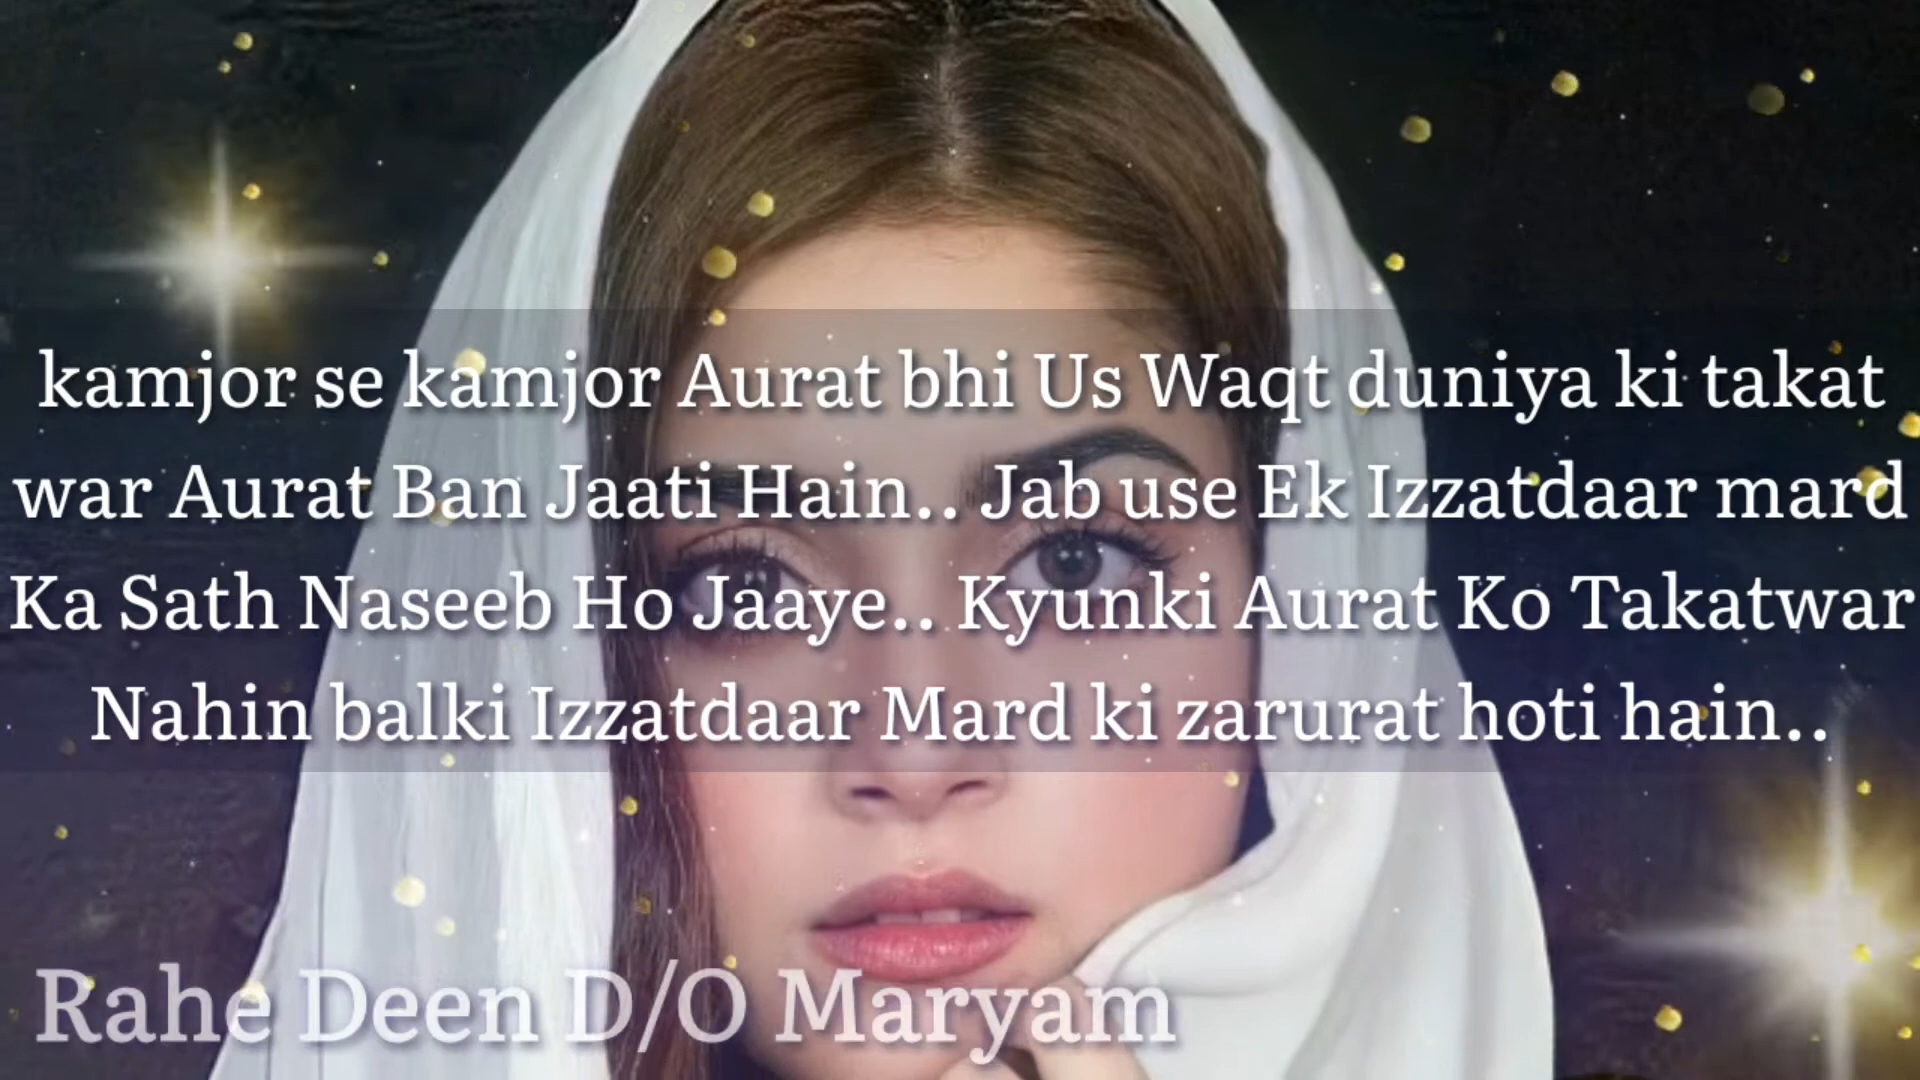 kamjor se kamjor Aurat bhi Us Waqt duniya ki takat
war Aurat Ban Jaati Hain.. Jab use Ek Izzatdaar mard
Ka Sath Naseeb Ho Jaaye.. Kyunki Aurat Ko Takatwar
Nahin balki Izzatdaar Mard ki zarurat hoti hain..
Rahe Deen D/O Maryam